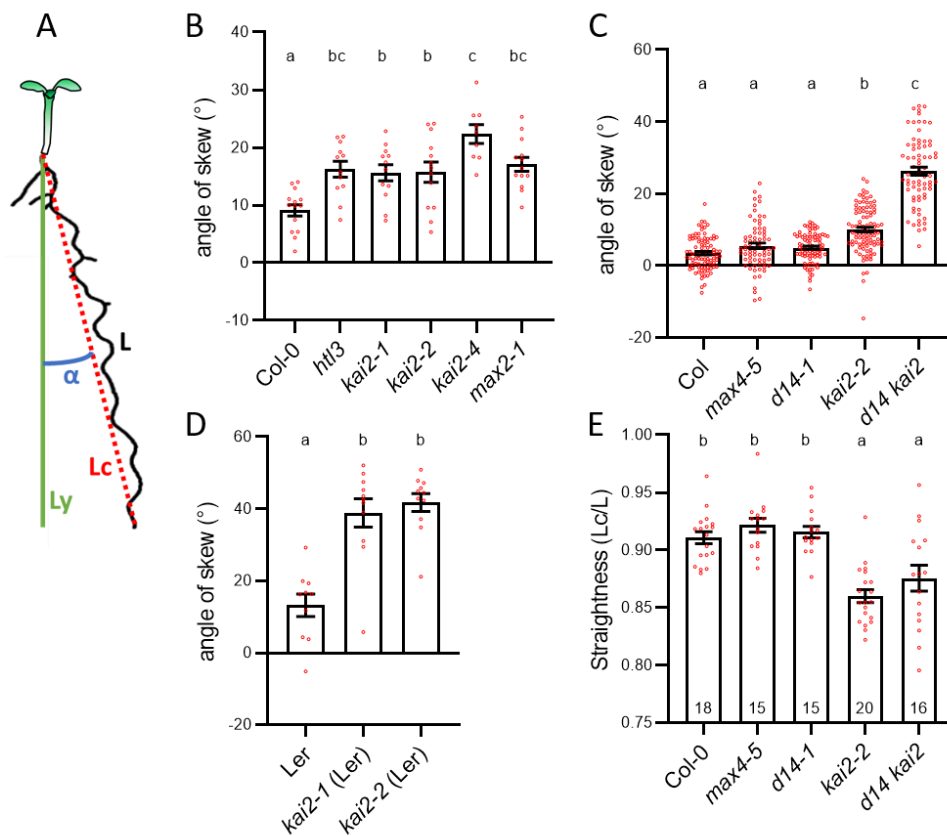 A
L
α
Lc
Ly
B
angle of skew (°)
40
30
20
10
0
-10
a bc b b c bc
Col-0
htl3
kai2-1
kai2-2
kai2-4
max2-1
C
angle of skew (°)
60
40
20
0
-20
a a a b c
Col
max4-5
d14-1
kai2-2
d14 kai2
D
angle of skew (°)
60
40
20
0
-20
a b b
Ler
kai2-1 (Ler)
kai2-2 (Ler)
E
Straightness (Lc/L)
1.00
0.95
0.90
0.85
0.80
0.75
b b b a a
18 15 15 20 16
Col-0
max4-5
d14-1
kai2-2
d14 kai2